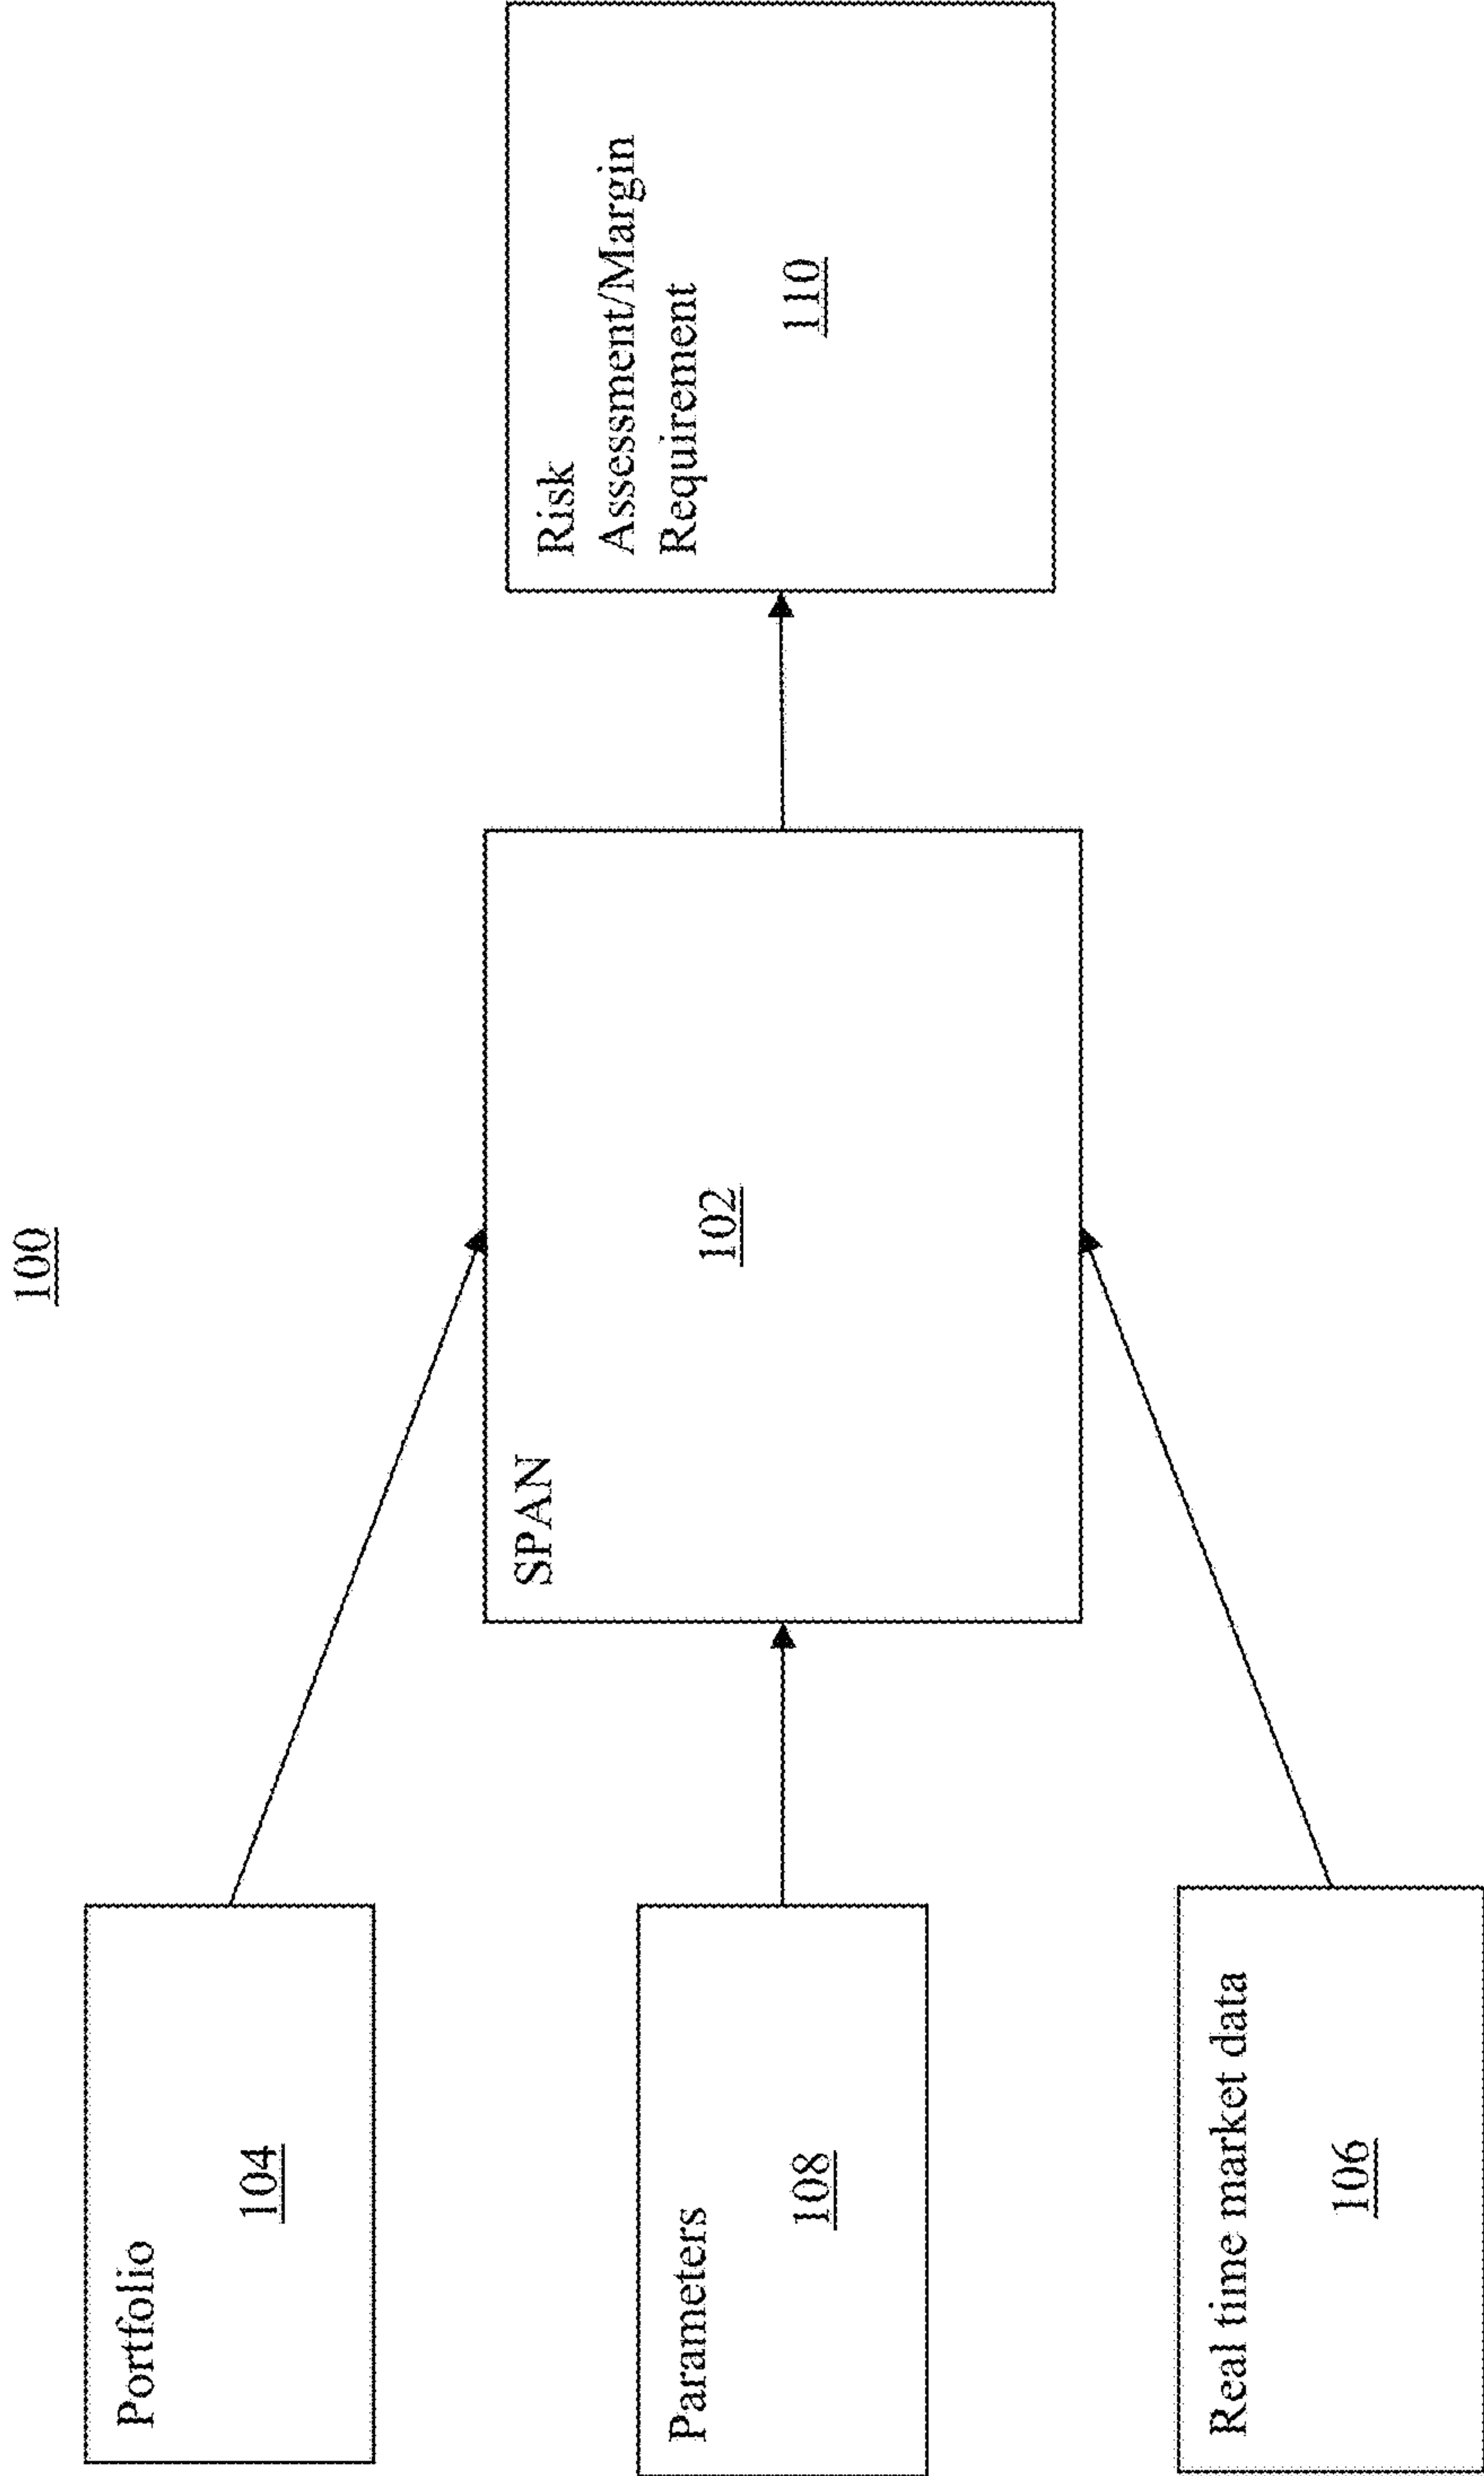 100
Portfolio
104
Parameters
108
Real time market data
106
SPAN
102
Risk
Assessment/Margin
Requirement
110